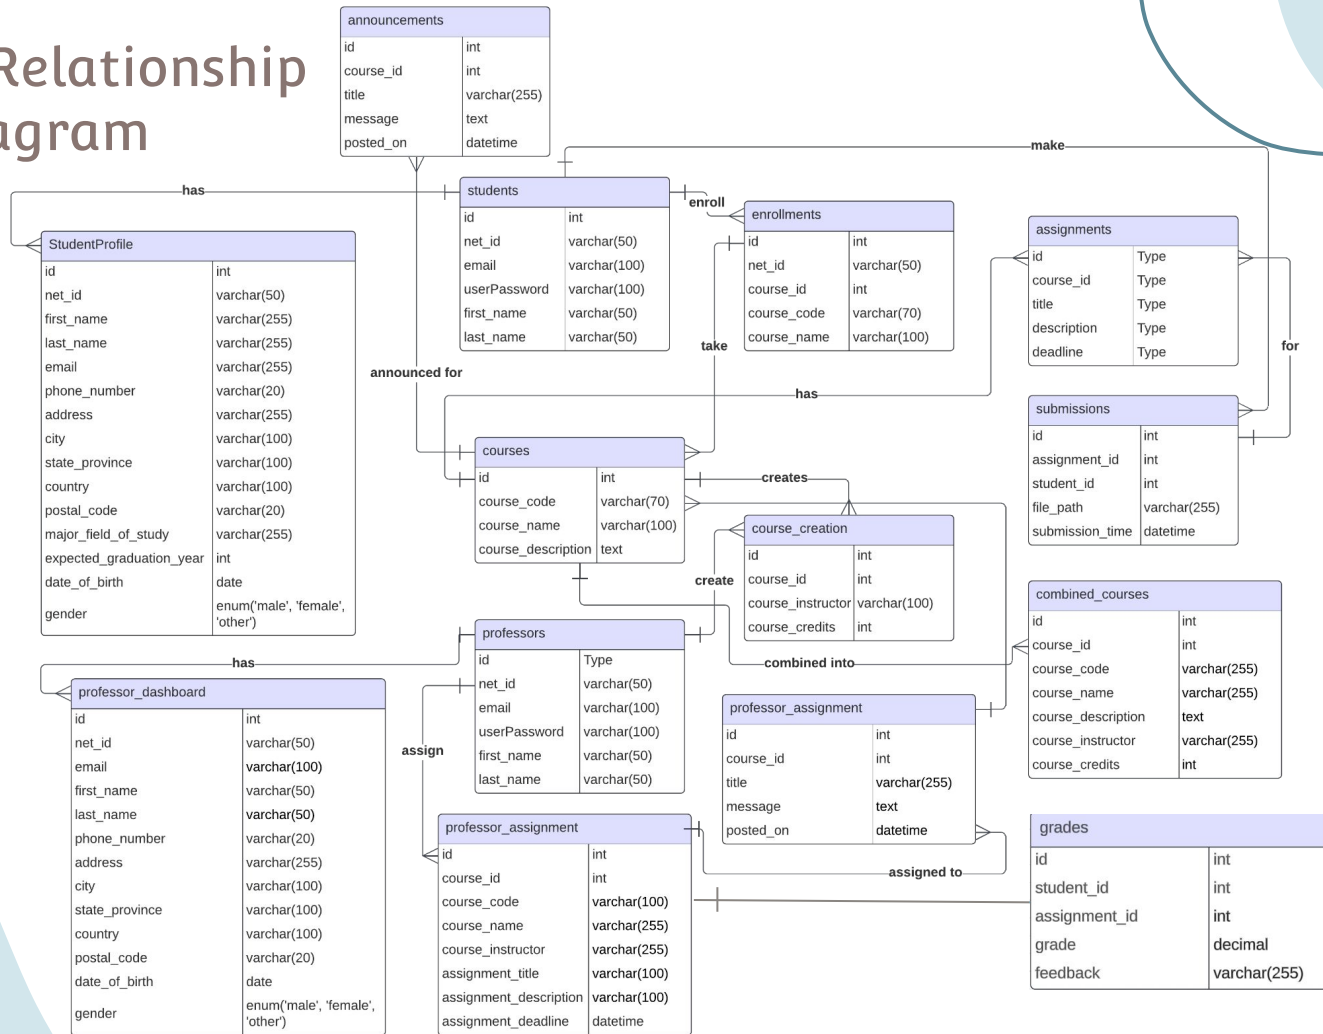 Relationship
agram
announcements
id int
course_id int
title varchar(255)
message text
posted_on datetime
make
has
students
id int
net_id varchar(50)
email varchar(100)
userPassword varchar(100)
first_name varchar(50)
last_name varchar(50)
enroll
enrollments
id int
net_id varchar(50)
course_id int
course_code varchar(70)
course_name varchar(100)
assignments
id Type
course_id Type
title Type
description Type
deadline Type
StudentProfile
id int
net_id varchar(50)
first_name varchar(255)
last_name varchar(255)
email varchar(255)
phone_number varchar(20)
address varchar(255)
city varchar(100)
state_province varchar(100)
country varchar(100)
postal_code varchar(20)
major_field_of_study varchar(255)
expected_graduation_year int
date_of_birth date
gender enum('male', 'female',
'other')
take
for
announced for
has
submissions
id int
assignment_id int
student_id int
file_path varchar(255)
submission_time datetime
courses
id int
course_code varchar(70)
course_name varchar(100)
course_description text
creates
course_creation
id int
course_id int
course_instructor varchar(100)
course_credits int
create
combined_courses
id int
course_id int
course_code varchar(255)
course_name varchar(255)
course_description text
course_instructor varchar(255)
course_credits int
professors
id Type
net_id varchar(50)
email varchar(100)
userPassword varchar(100)
first_name varchar(50)
last_name varchar(50)
has
combined into
professor_dashboard
id int
net_id varchar(50)
email varchar(100)
first_name varchar(50)
last_name varchar(50)
phone_number varchar(20)
address varchar(255)
city varchar(100)
state_province varchar(100)
country varchar(100)
postal_code varchar(20)
date_of_birth date
gender enum('male', 'female',
'other')
assign
professor_assignment
id int
course_id int
title varchar(255)
message text
posted_on datetime
professor_assignment
id int
course_id int
course_code varchar(100)
course_name varchar(255)
course_instructor varchar(255)
assignment_title varchar(100)
assignment_description varchar(100)
assignment_deadline datetime
assigned to
grades
id int
student_id int
assignment_id int
grade decimal
feedback varchar(255)